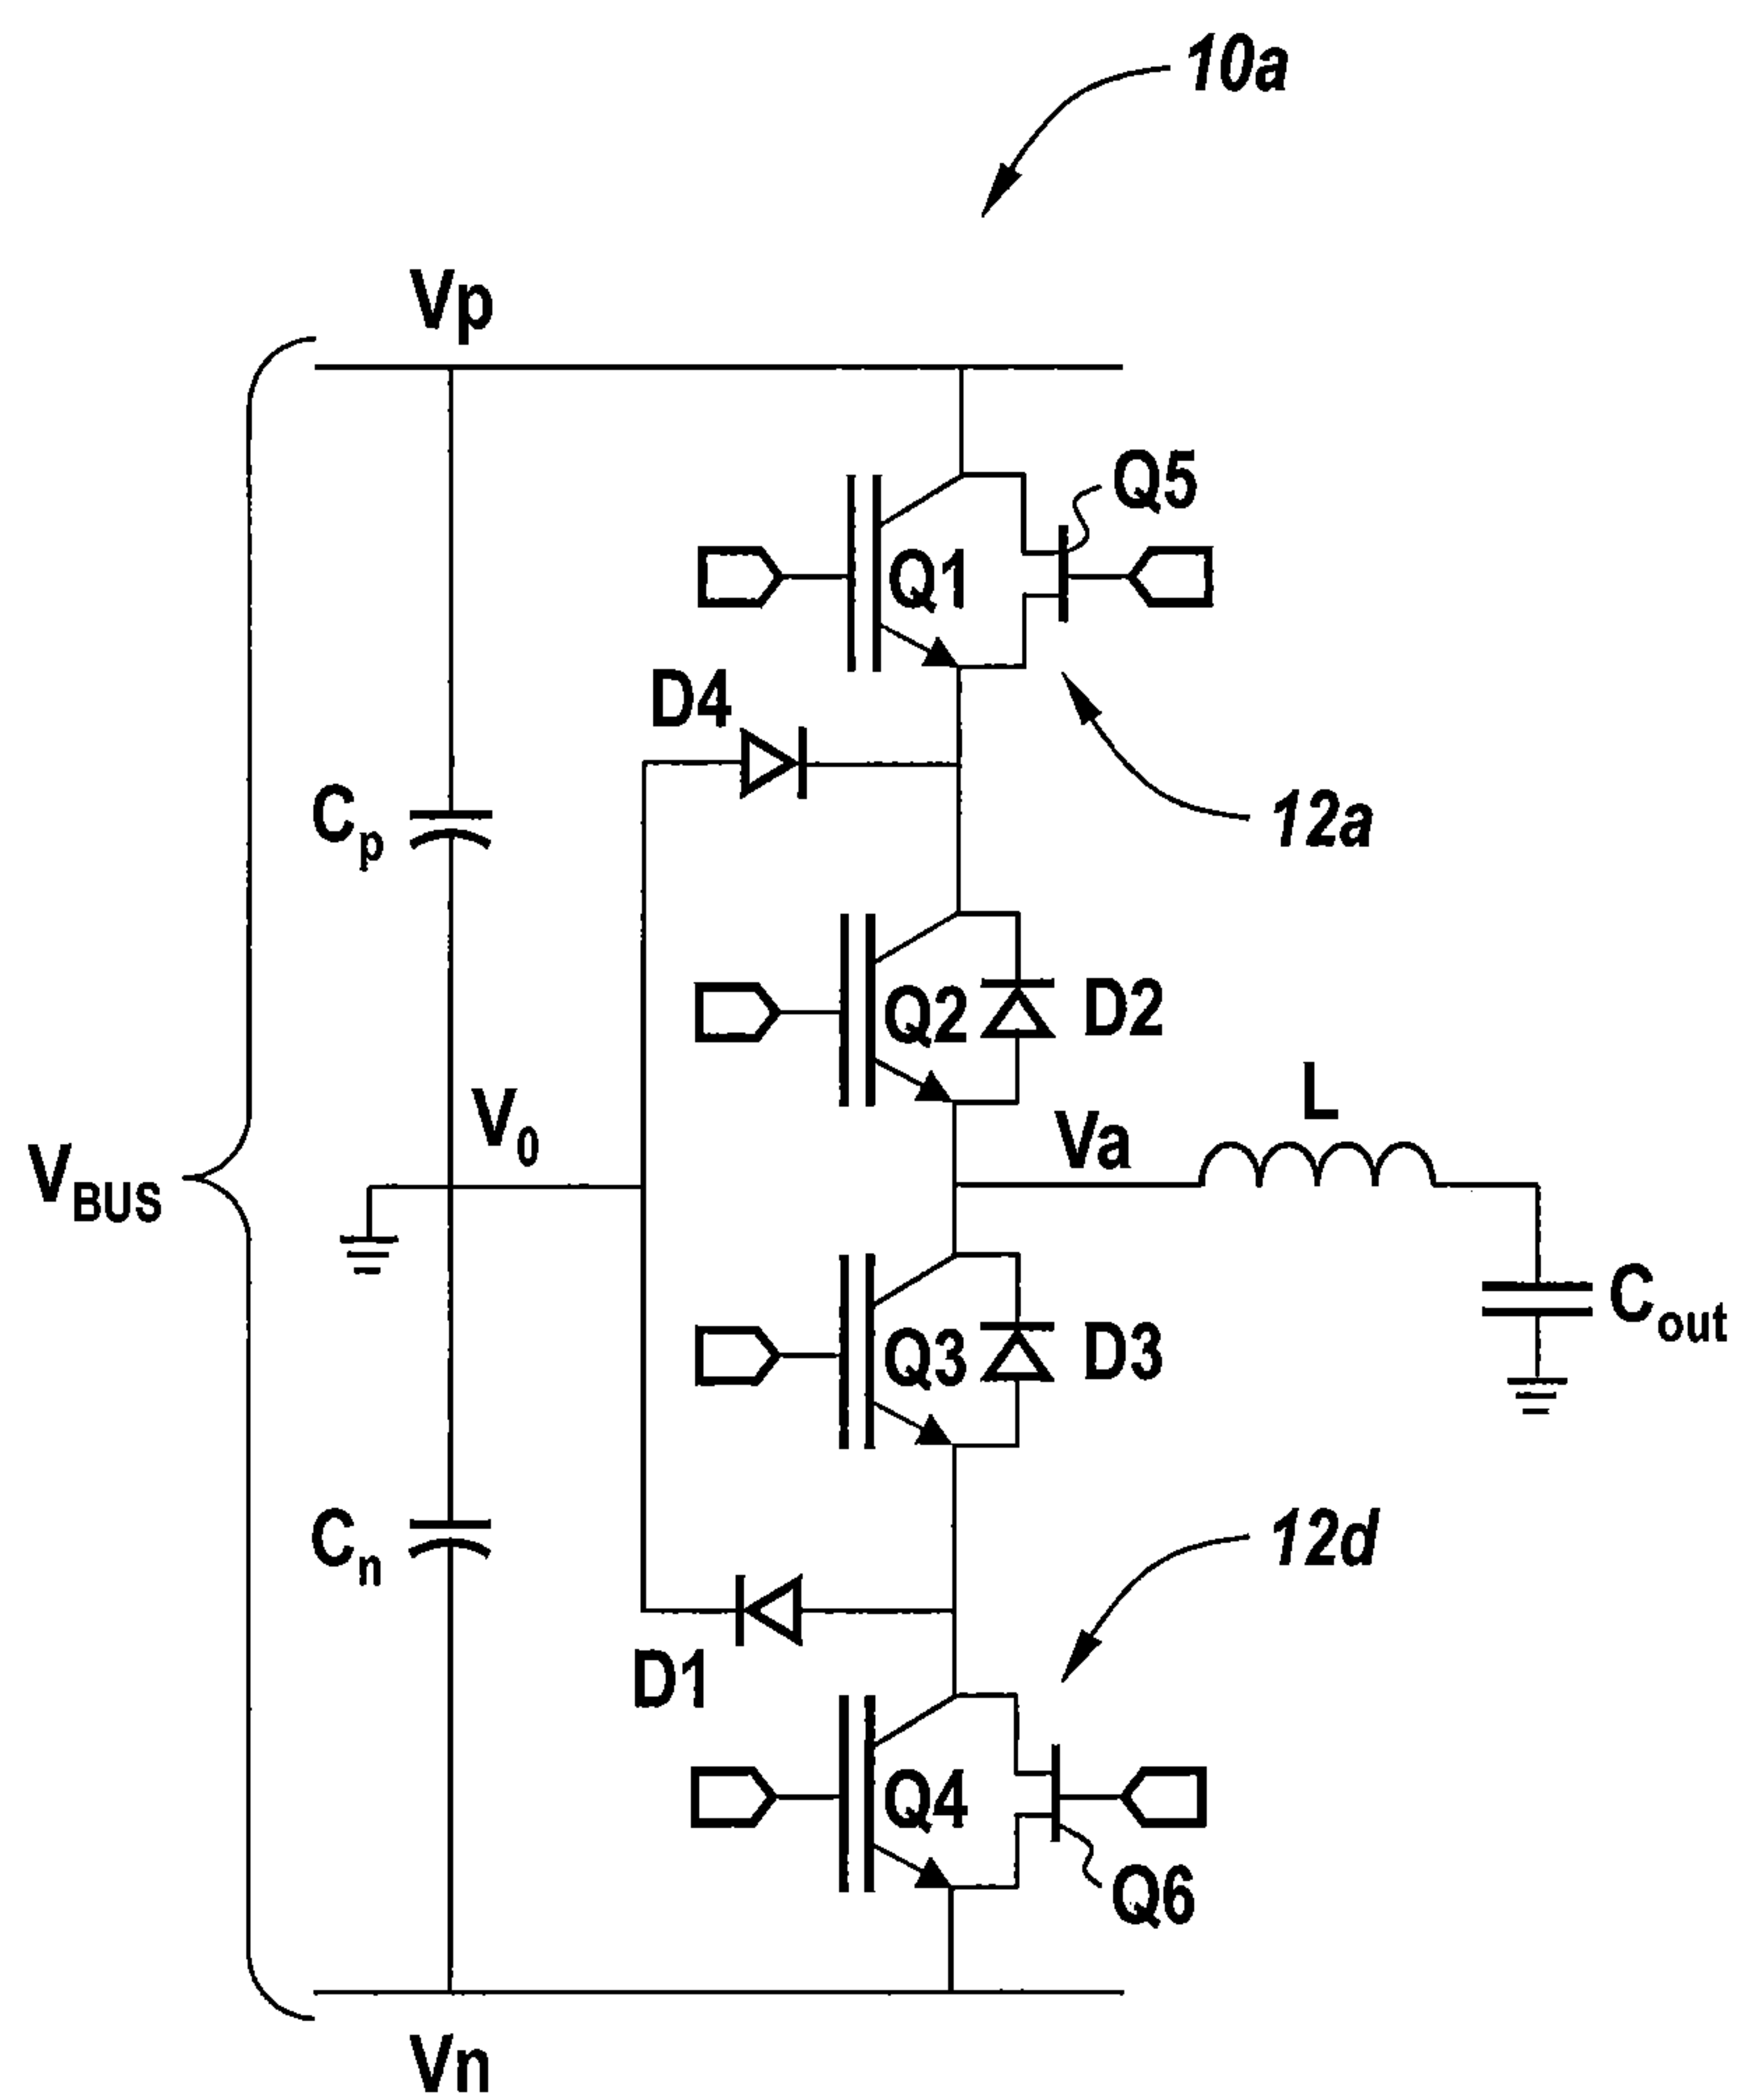 10a
Vp
Q5
Q1
D4
Cp
12a
Q2
D2
L
V0
Va
VBUS
Q3
D3
Cout
Cn
12d
D1
Q4
Q6
Vn